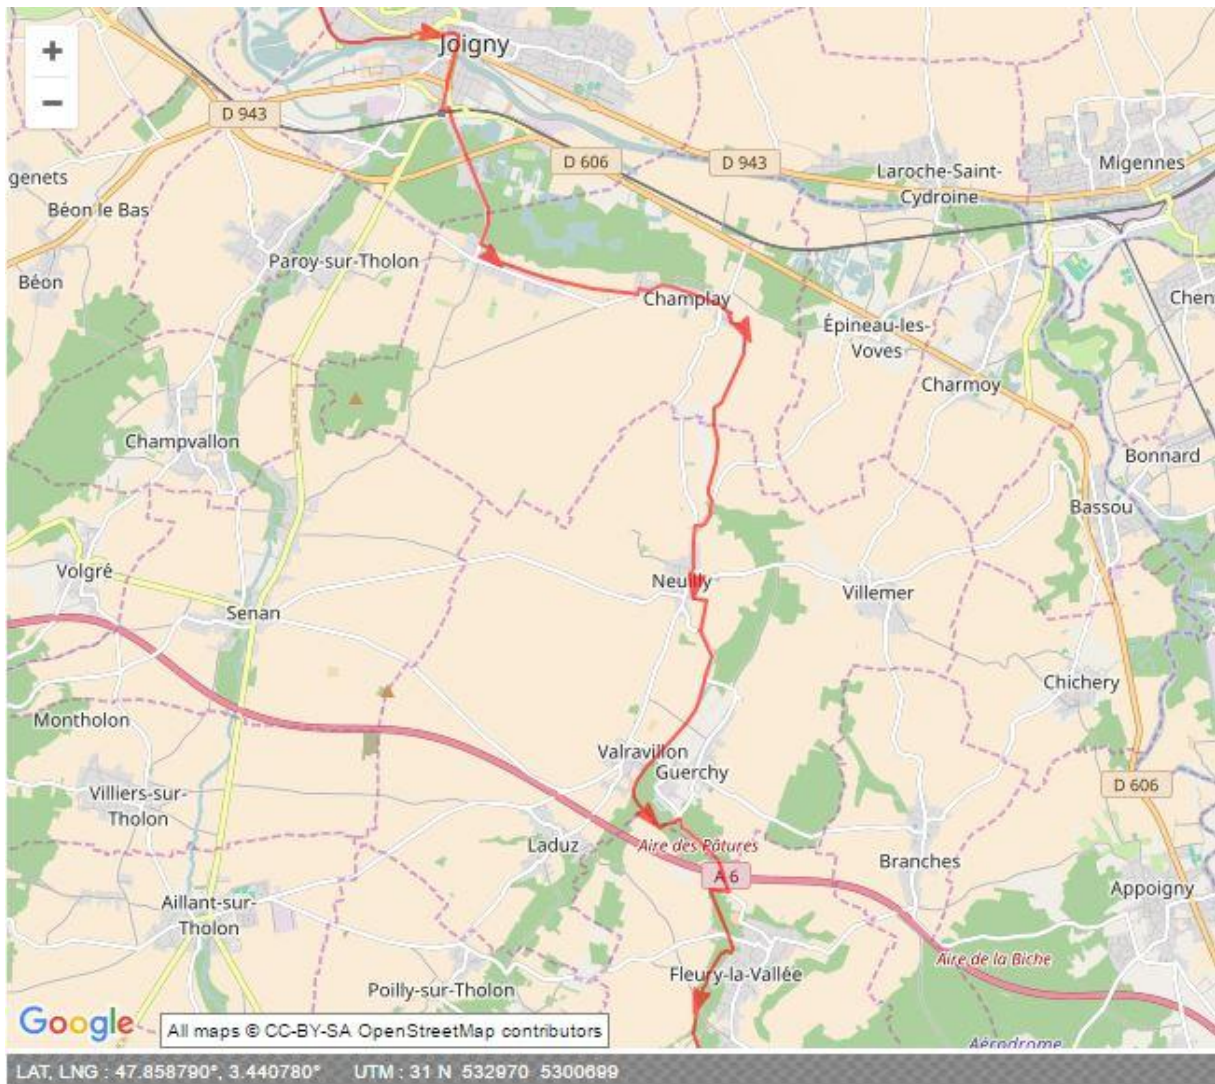 +
Joigny
−
D 943
D 606
D 943
Migennes
Laroche-Saint-
Cydroine
genets
Béon le Bas
Paroy-sur-Tholon
Béon
Champlay
Chen
Épineau-les-
Voves
Charmoy
Champvallon
Bonnard
Bassou
Volgré
Neuilly
Villemer
Senan
Chichery
Montholon
Valravillon
Guerchy
D 606
Villiers-sur-
Tholon
Laduz
Aire des Pâtures
Branches
A 6
Appoigny
Aillant-sur-
Tholon
Aire de la Biche
Fleury-la-Vallée
Poilly-sur-Tholon
Google
All maps © CC-BY-SA OpenStreetMap contributors
Aérodrome
LAT, LNG : 47.858790°, 3.440780° UTM : 31 N 532970 5300699